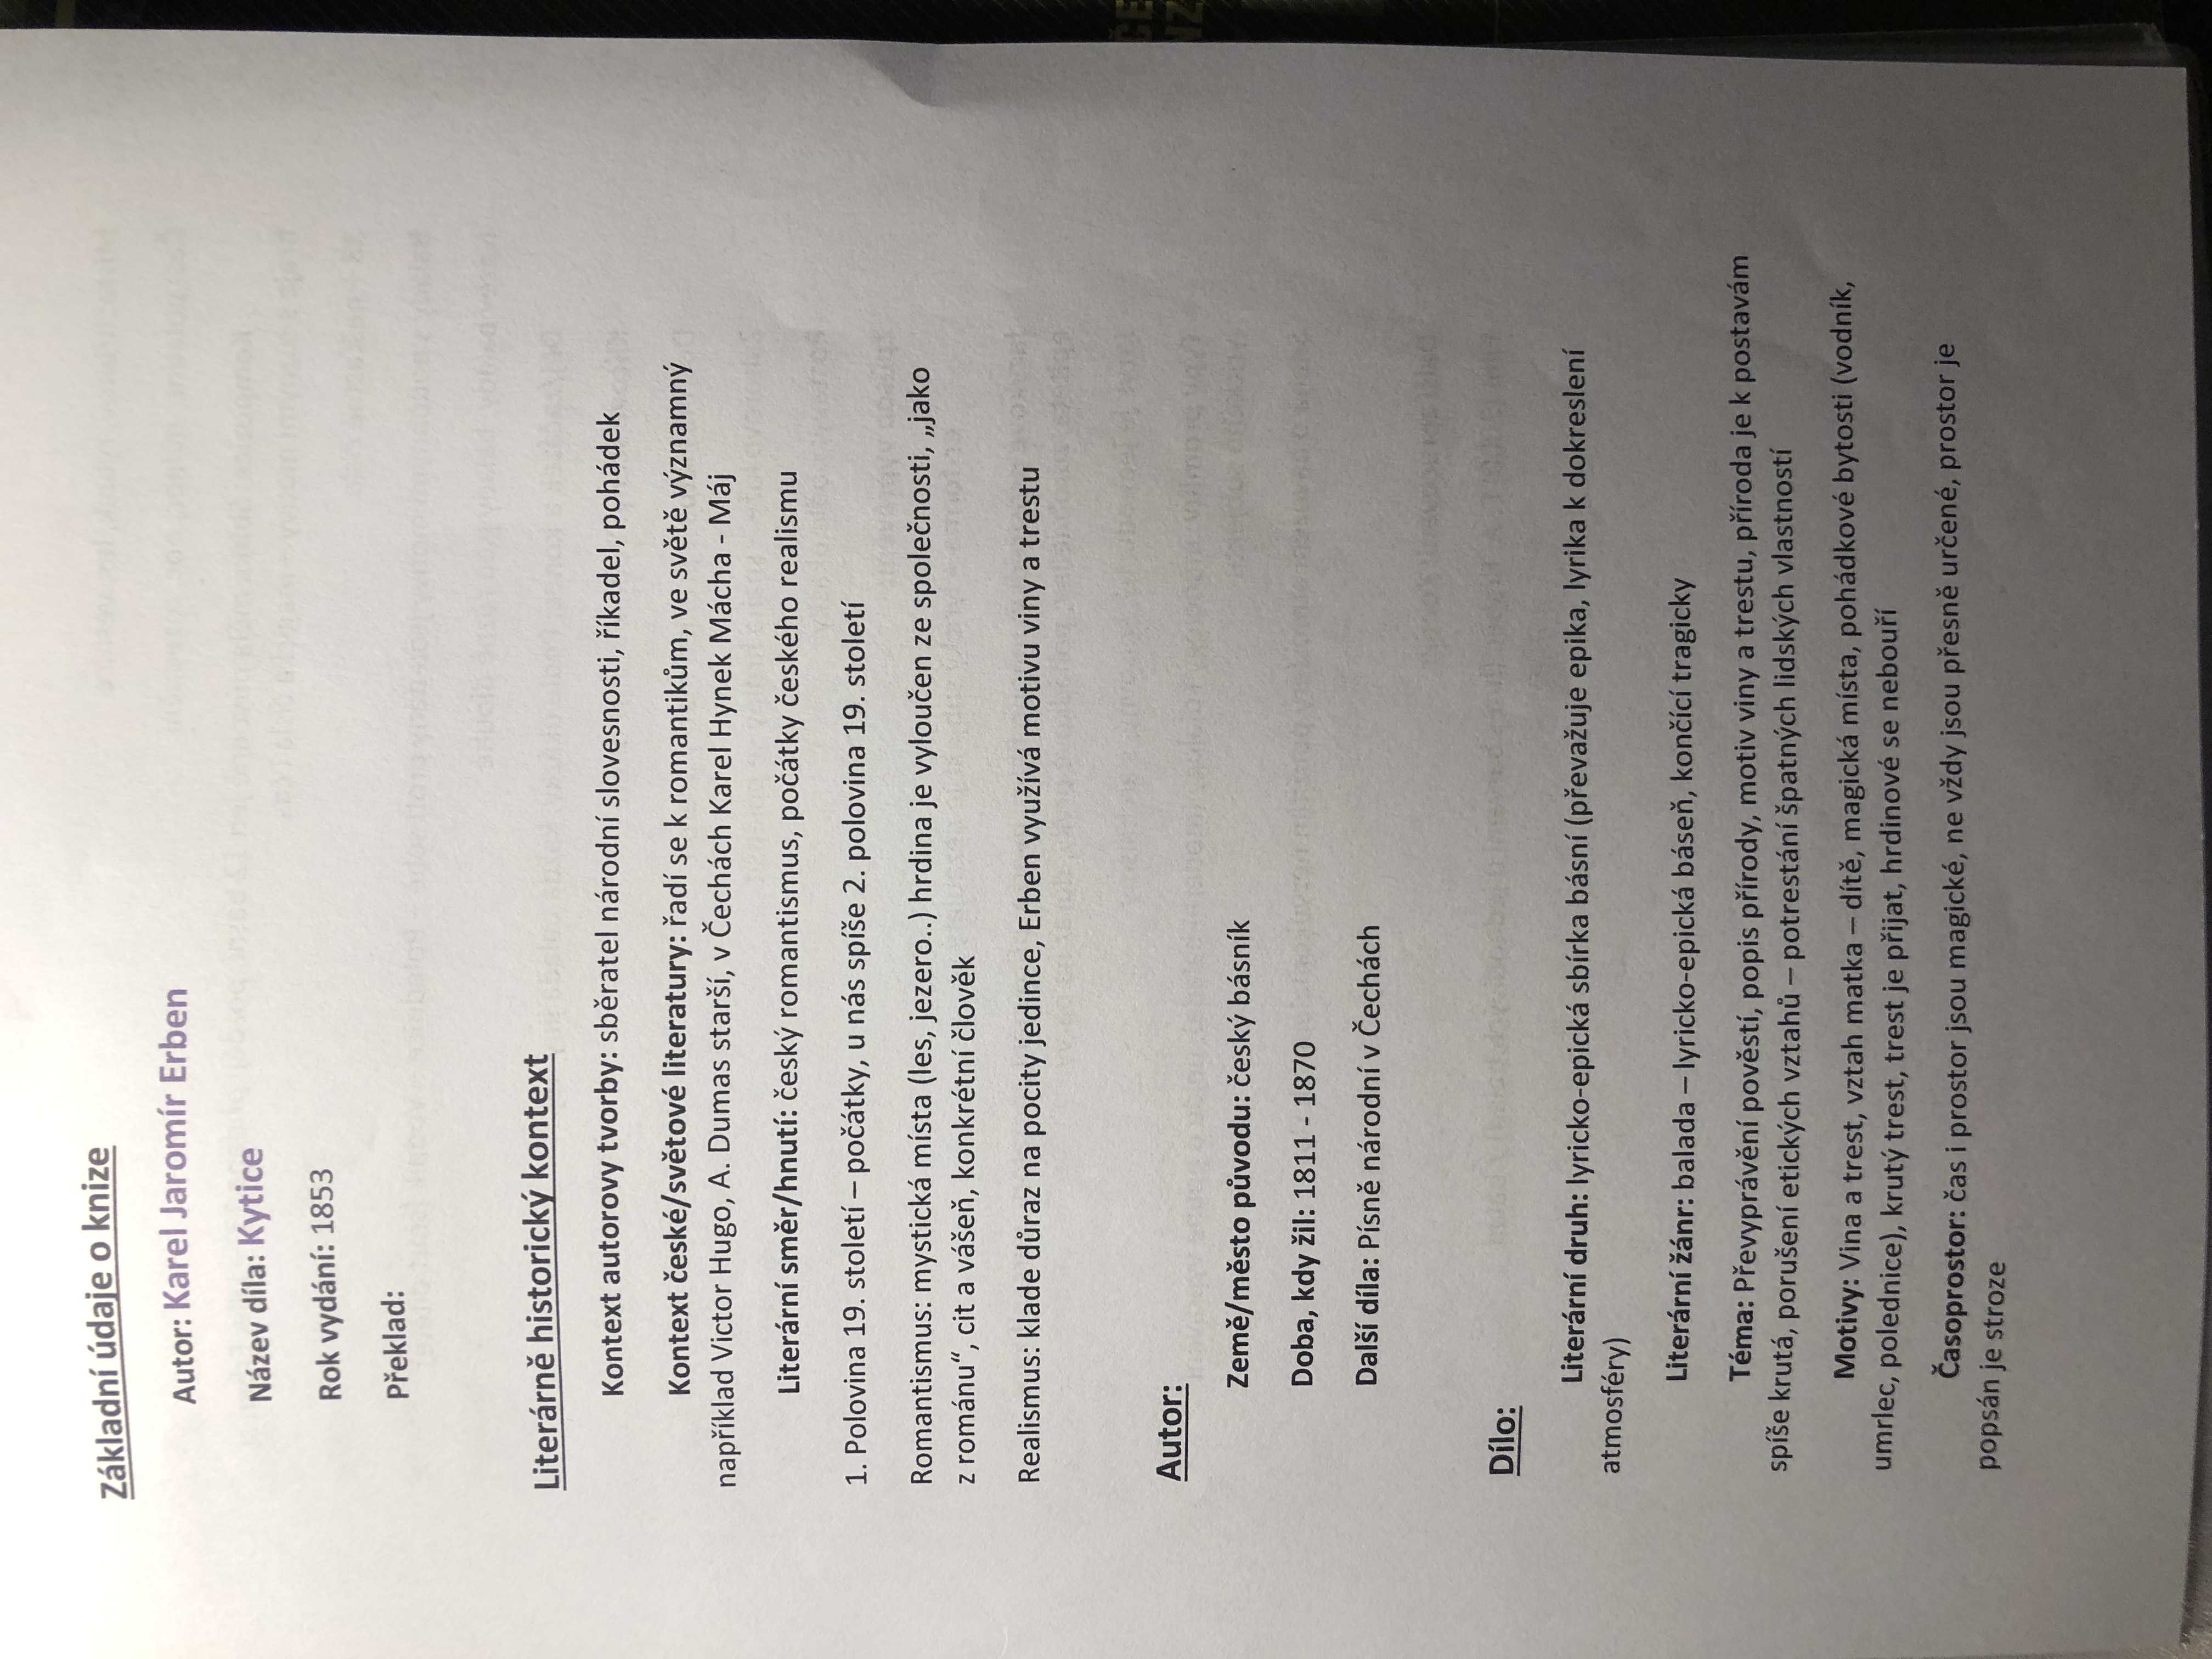 Základní údaje o knize
Autor: Karel Jaromír Erben
Název díla: Kytice
Rok vydání: 1853
Překlad:
Literárně historický kontext
Kontext autorovy tvorby: sběratel národní slovesnosti, říkadel, pohádek
Kontext české/světové literatury: řadí se k romantikům, ve světě významný
například Victor Hugo, A. Dumas starší, v Čechách Karel Hynek Mácha - Máj
Literární směr/hnutí: český romantismus, počátky českého realismu
1. Polovina 19. století – počátky, u nás spíše 2. polovina 19. století
Romantismus: mystická místa (les, jezero..) hrdina je vyloučen ze společnosti, „jako
z románu“, cit a vášeň, konkrétní člověk
Realismus: klade důraz na pocity jedince, Erben využívá motivu viny a trestu
Autor:
Země/město původu: český básník
Doba, kdy žil: 1811 - 1870
Další díla: Písně národní v Čechách
Dílo:
Literární druh: lyricko-epická sbírka básní (převažuje epika, lyrika k dokreslení
atmosféry)
Literární žánr: balada – lyricko-epická báseň, končící tragicky
Téma: Převyprávění pověstí, popis přírody, motiv viny a trestu, příroda je k postavám
spíše krutá, porušení etických vztahů – potrestání špatných lidských vlastností
Motivy: Vina a trest, vztah matka – dítě, magická místa, pohádkové bytosti (vodník,
umrlec, polednice), krutý trest, trest je přijat, hrdinové se nebouří
Časoprostor: čas i prostor jsou magické, ne vždy jsou přesně určené, prostor je
popsán je stroze